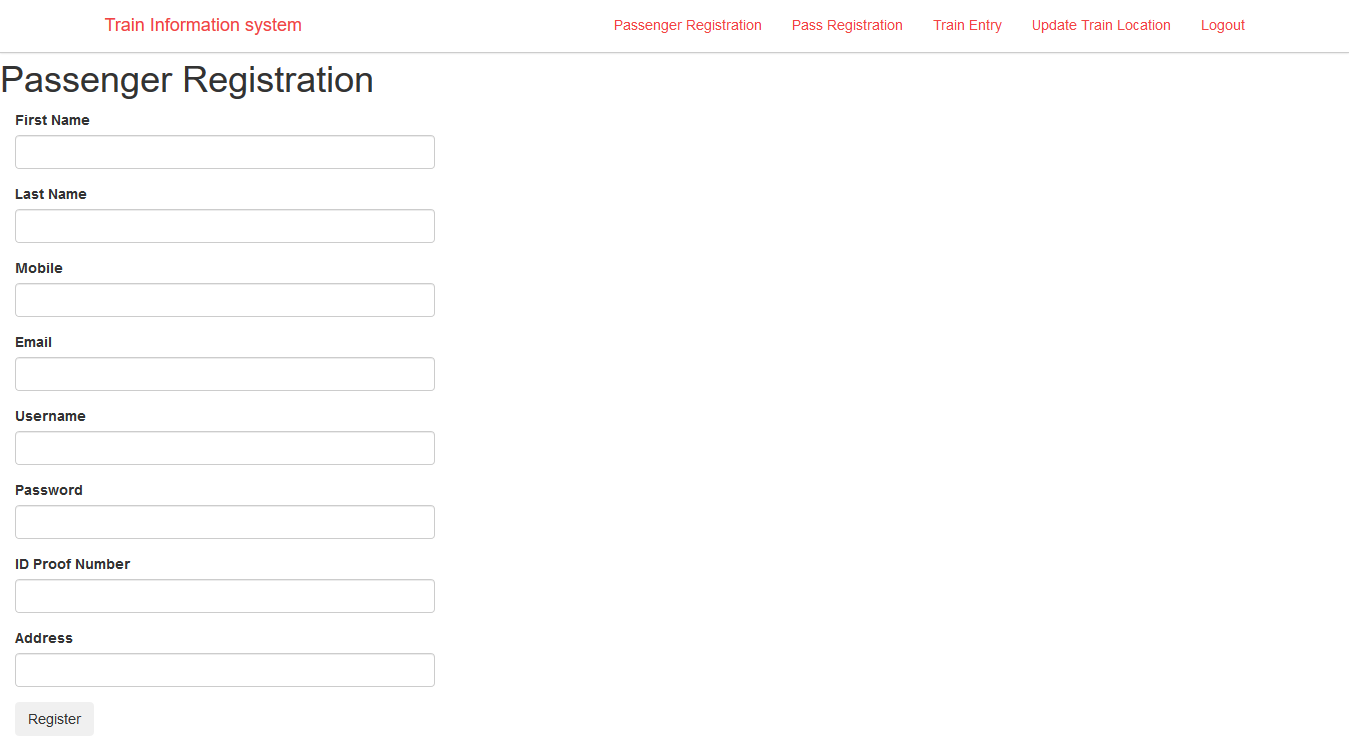 Train Information system
Passenger Registration Pass Registration Train Entry Update Train Location Logout
Passenger Registration
First Name
Last Name
Mobile
Email
Username
Password
ID Proof Number
Address
Register